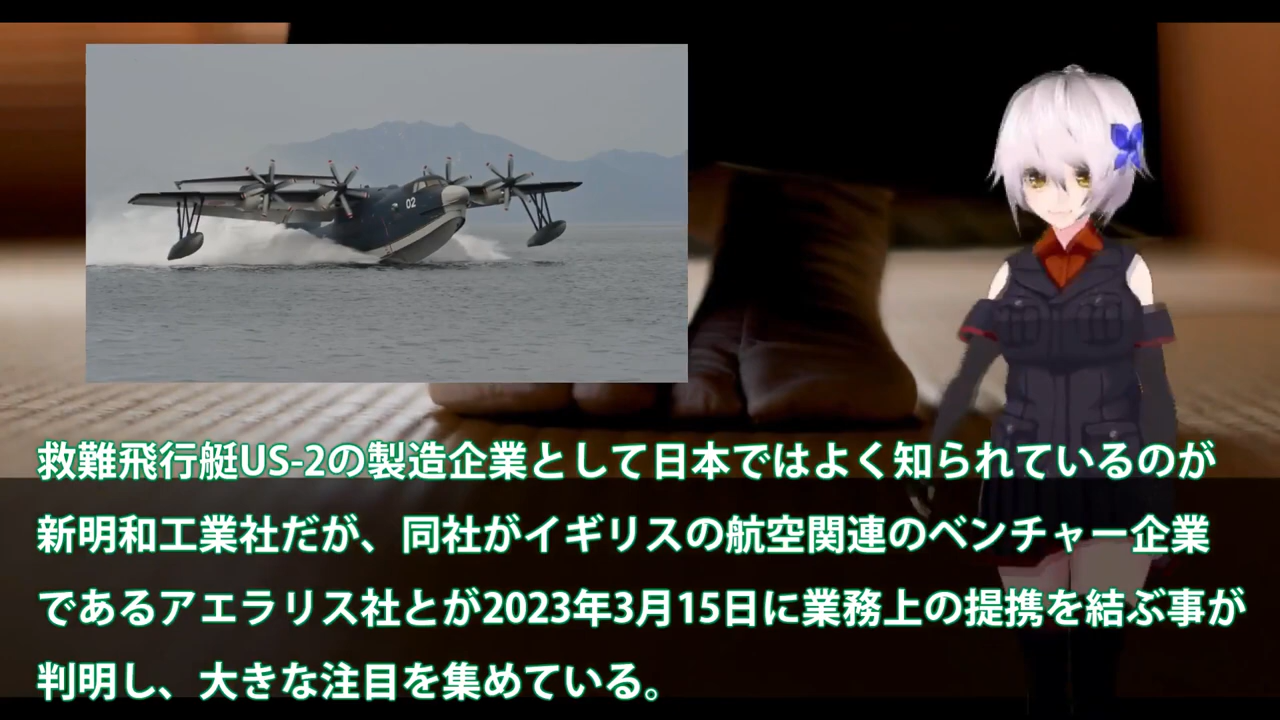 02
救難飛行艇US-2の製造企業として日本ではよく知られているのが
新明和工業社だが、同社がイギリスの航空関連のベンチャー企業
であるアエラリス社とが2023年3月15日に業務上の提携を結ぶ事が
判明し、大きな注目を集めている。